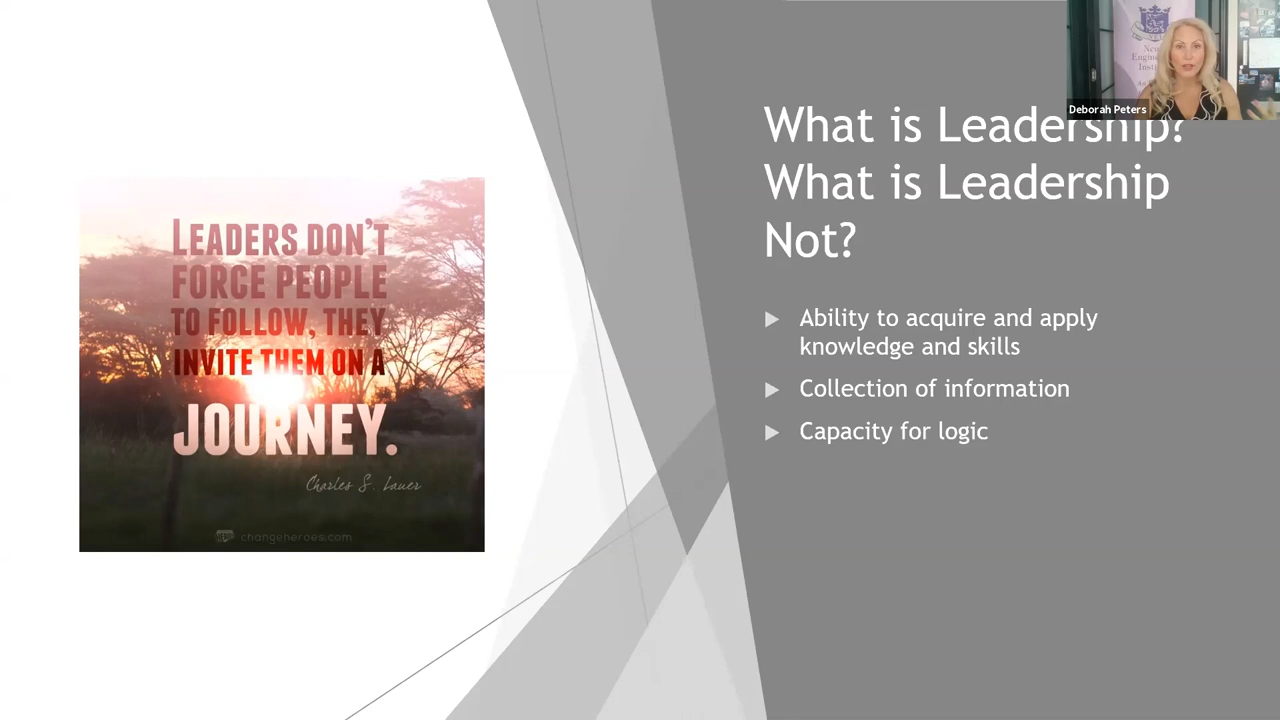 LEADERS DON'T
FORCE PEOPLE
TO FOLLOW, THEY
INVITE THEM ON A
JOURNEY.
Charles S. Lauer
changeheroes.com
Deborah Peters
What is Leadership?
What is Leadership
Not?
Ability to acquire and apply
knowledge and skills
Collection of information
Capacity for logic